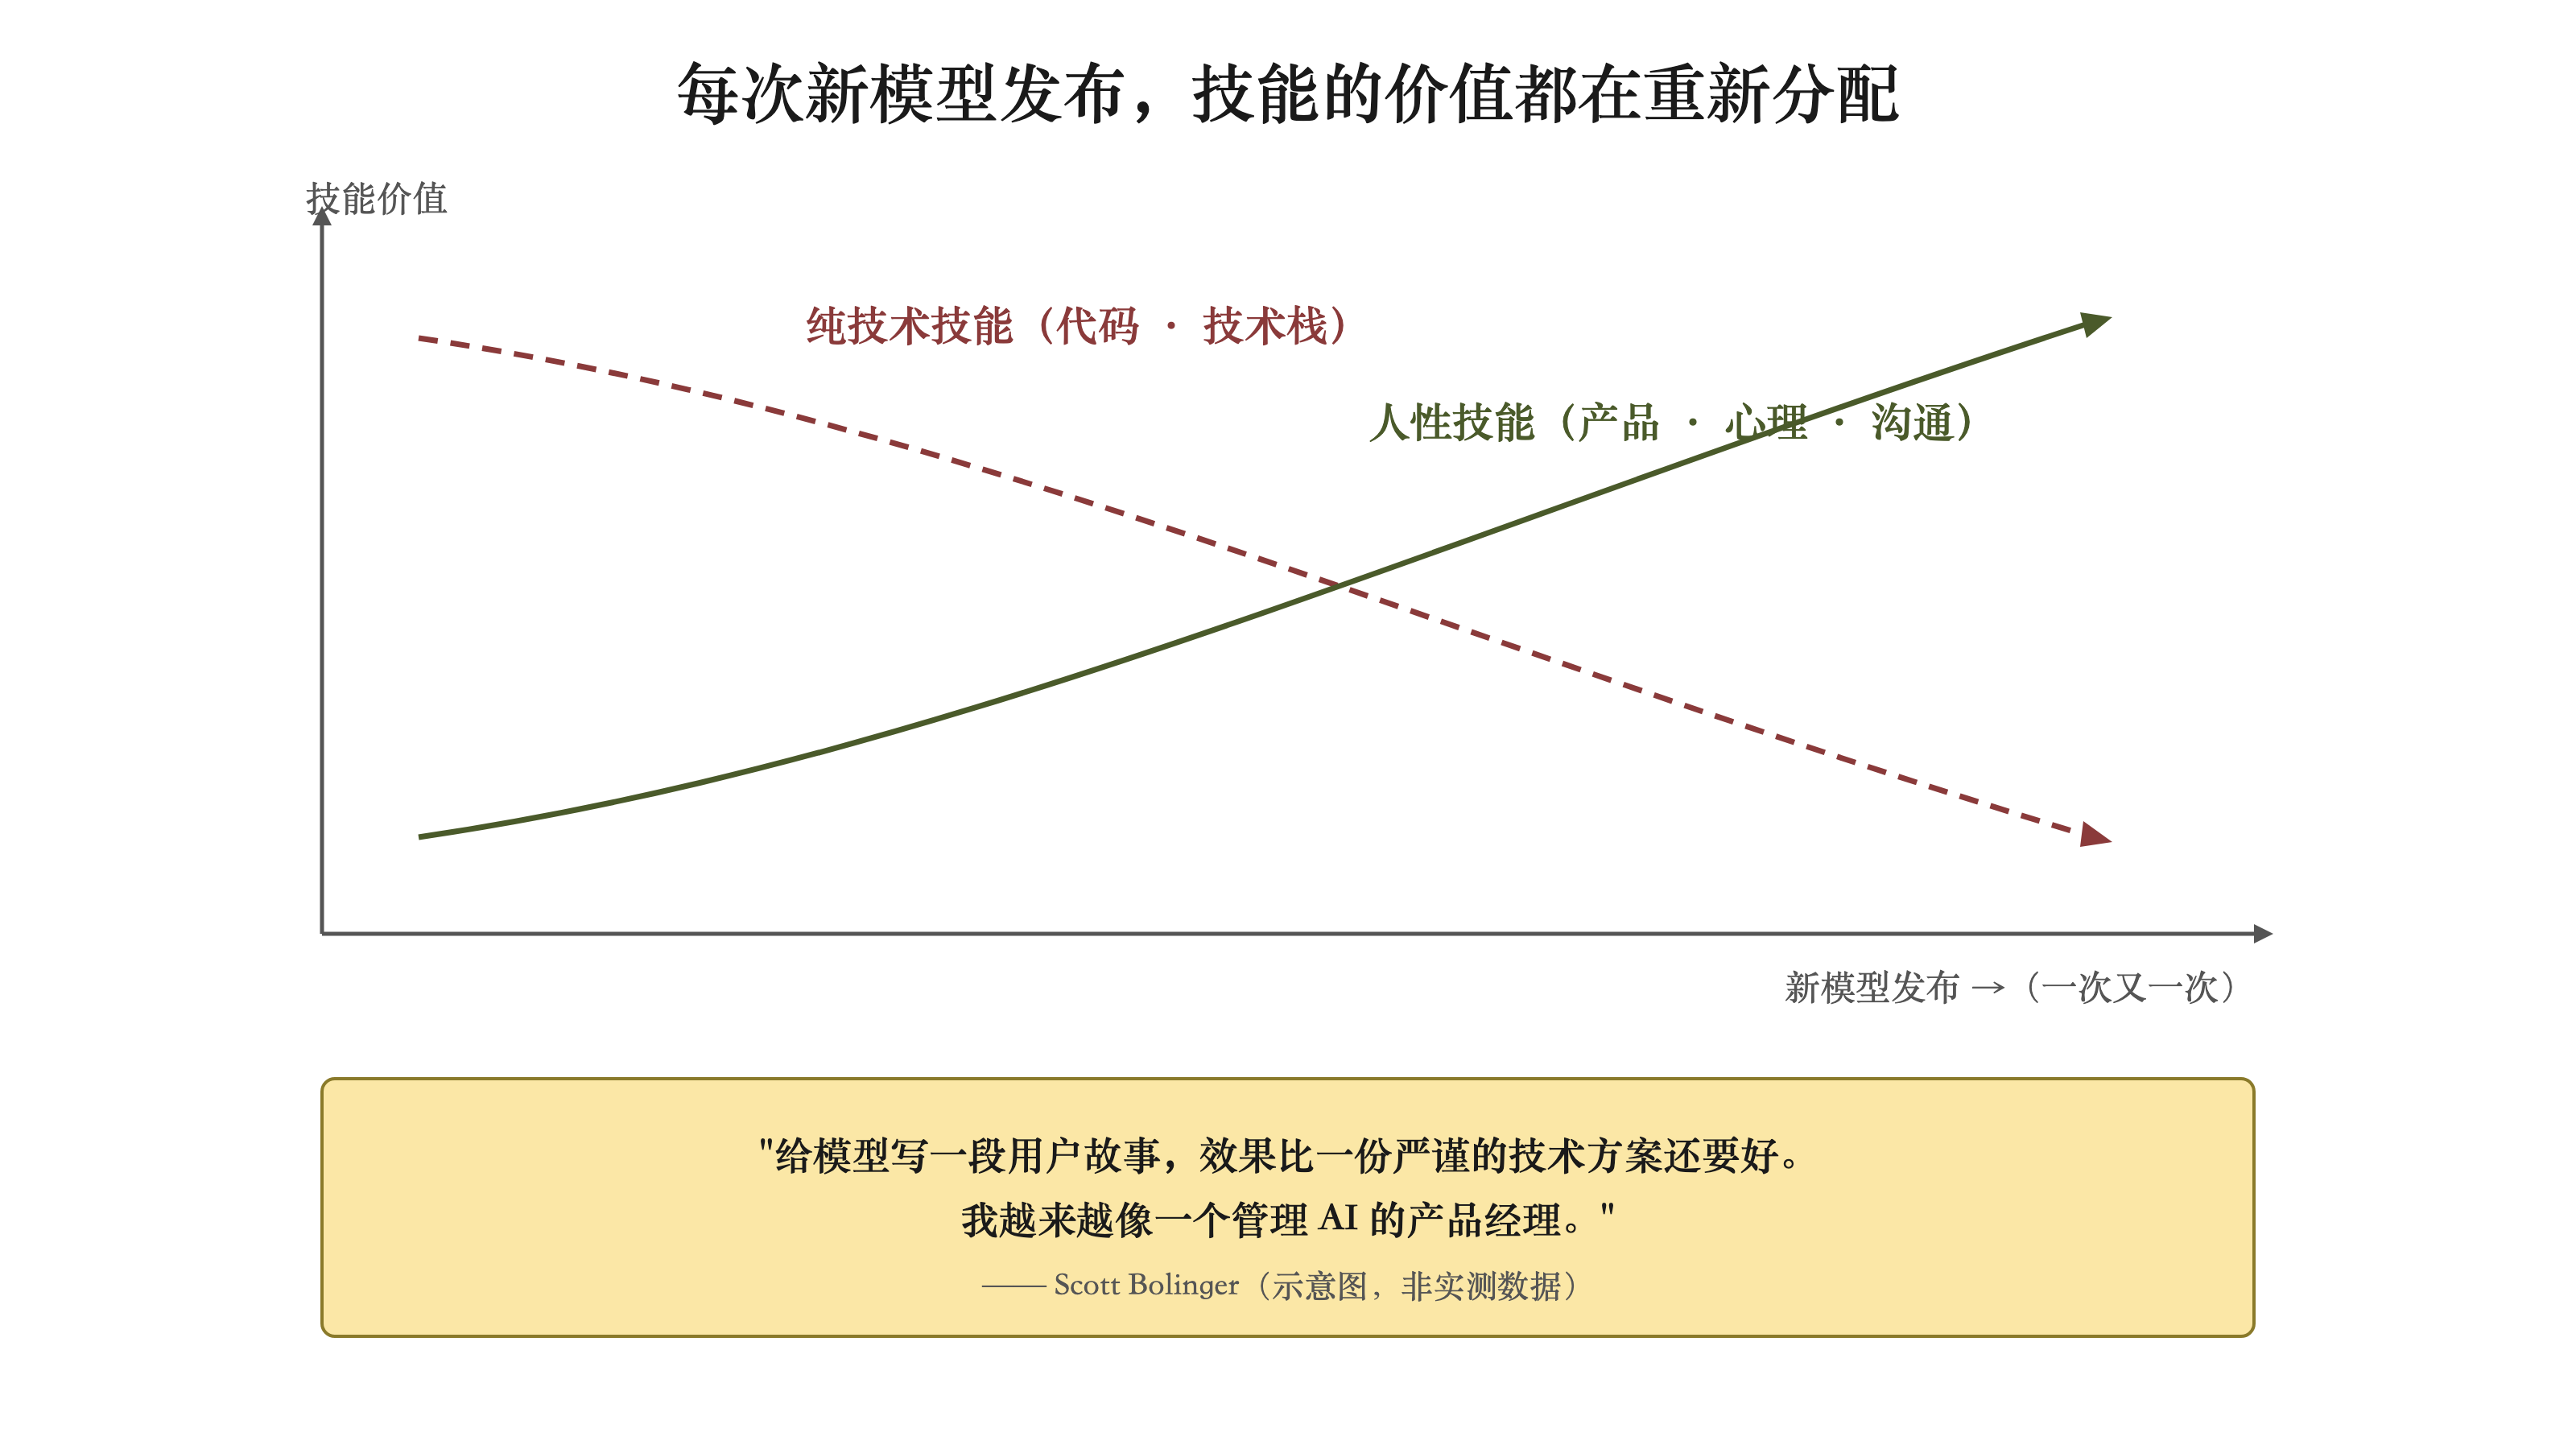 每次新模型发布，技能的价值都在重新分配
技能价值
纯技术技能（代码 · 技术栈）
人性技能（产品 · 心理 · 沟通）
新模型发布 →（一次又一次）
"给模型写一段用户故事，效果比一份严谨的技术方案还要好。
我越来越像一个管理 AI 的产品经理。"
—— Scott Bolinger（示意图，非实测数据）